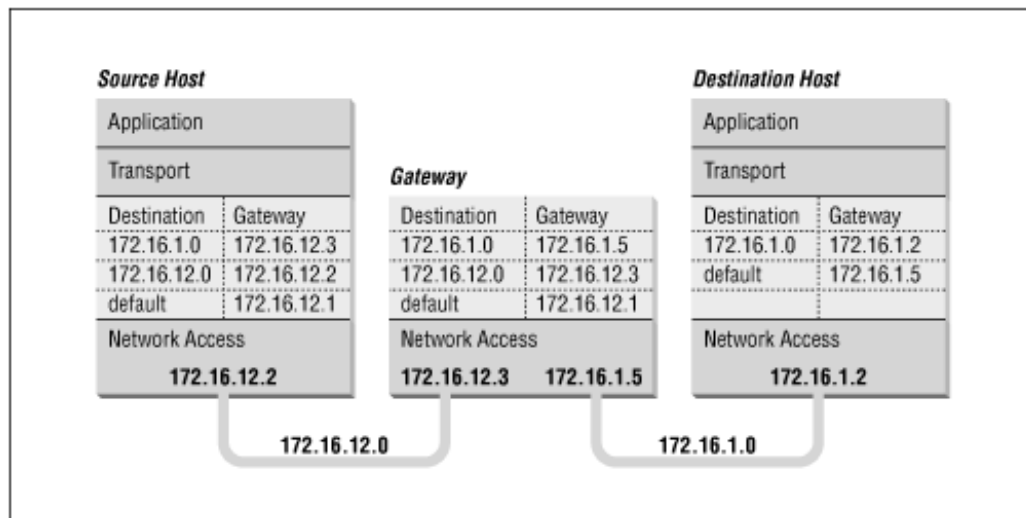 Source Host
Application
Transport
Destination Gateway
172.16.1.0 172.16.12.3
172.16.12.0 172.16.12.2
default 172.16.12.1
Network Access
172.16.12.2
Gateway
Destination Gateway
172.16.1.0 172.16.1.5
172.16.12.0 172.16.12.3
default 172.16.12.1
Network Access
172.16.12.3 172.16.1.5
Destination Host
Application
Transport
Destination Gateway
172.16.1.0 172.16.1.2
default 172.16.1.5
Network Access
172.16.1.2
172.16.12.0
172.16.1.0